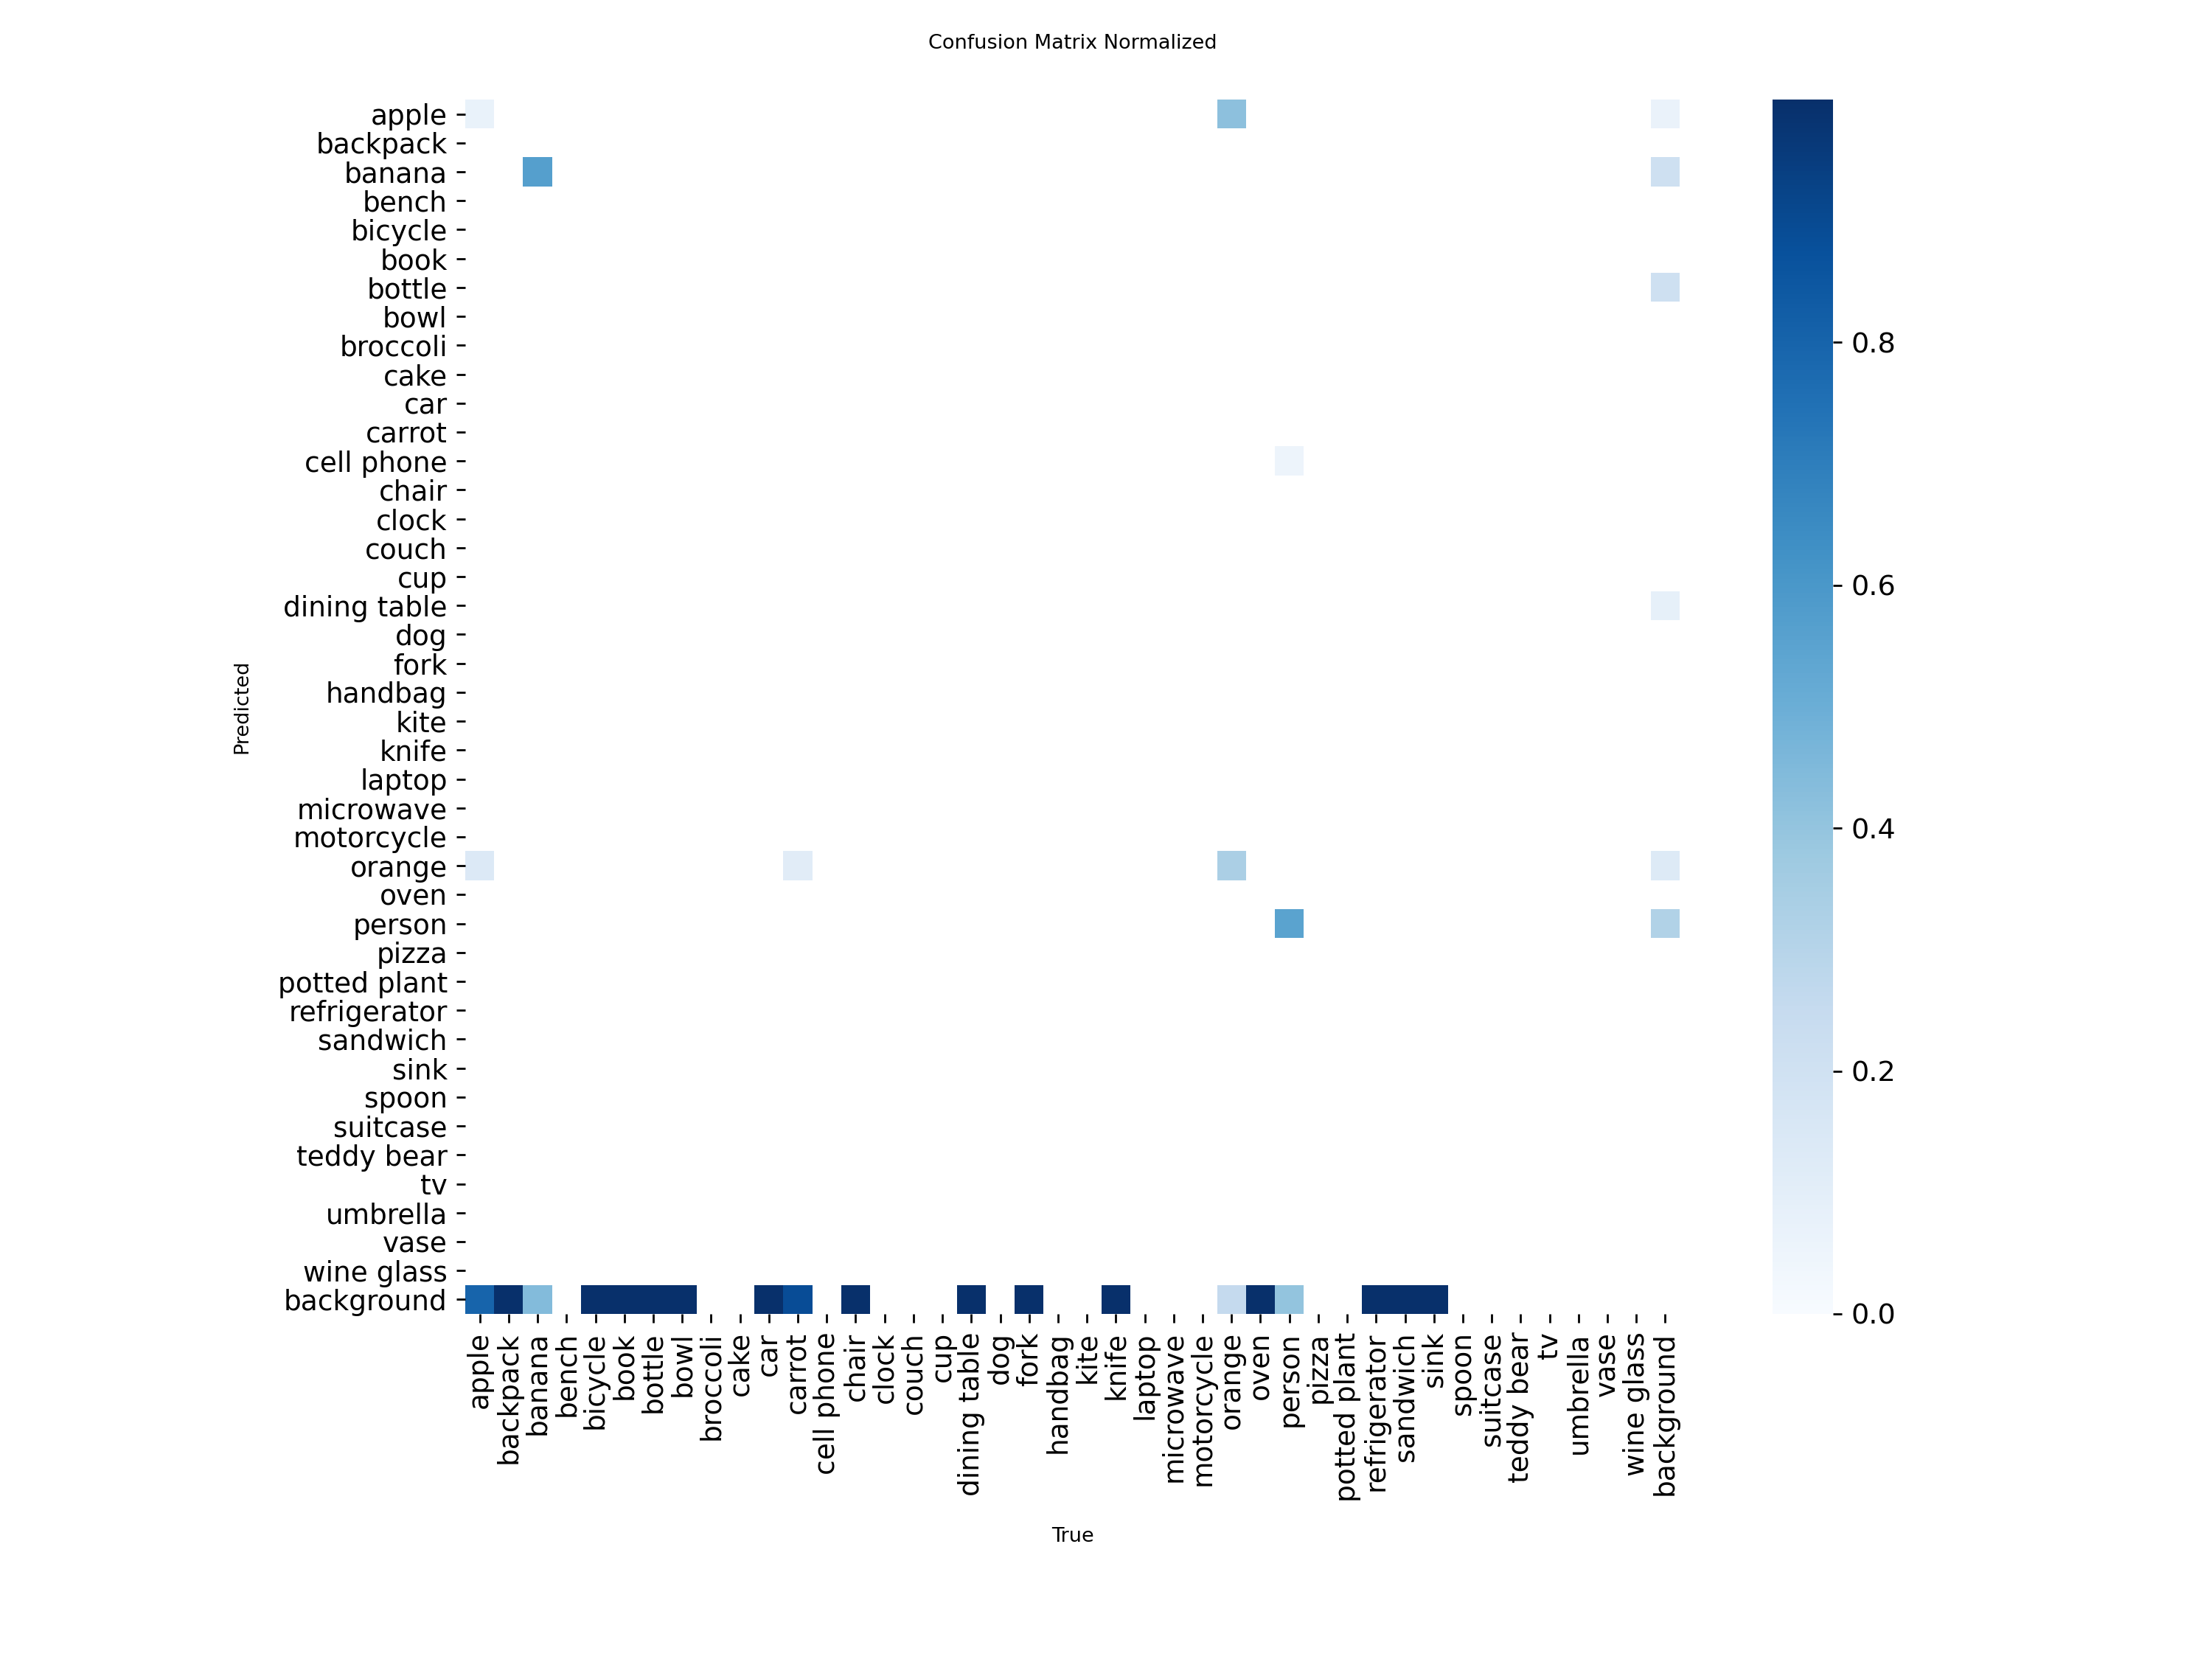 Confusion Matrix Normalized
apple
backpack
banana
bench
bicycle
book
bottle
bowl
broccoli
cake
car
carrot
cell phone
chair
clock
couch
cup
dining table
dog
fork
handbag
kite
knife
laptop
microwave
motorcycle
orange
oven
person
pizza
potted plant
refrigerator
sandwich
sink
spoon
suitcase
teddy bear
tv
umbrella
vase
wine glass
background
Predicted
apple
backpack
banana
bench
bicycle
book
bottle
bowl
broccoli
cake
car
carrot
cell phone
chair
clock
couch
cup
dining table
dog
fork
handbag
kite
knife
laptop
microwave
motorcycle
orange
oven
person
pizza
potted plant
refrigerator
sandwich
sink
spoon
suitcase
teddy bear
tv
umbrella
vase
wine glass
background
True
0.8
0.6
0.4
0.2
0.0